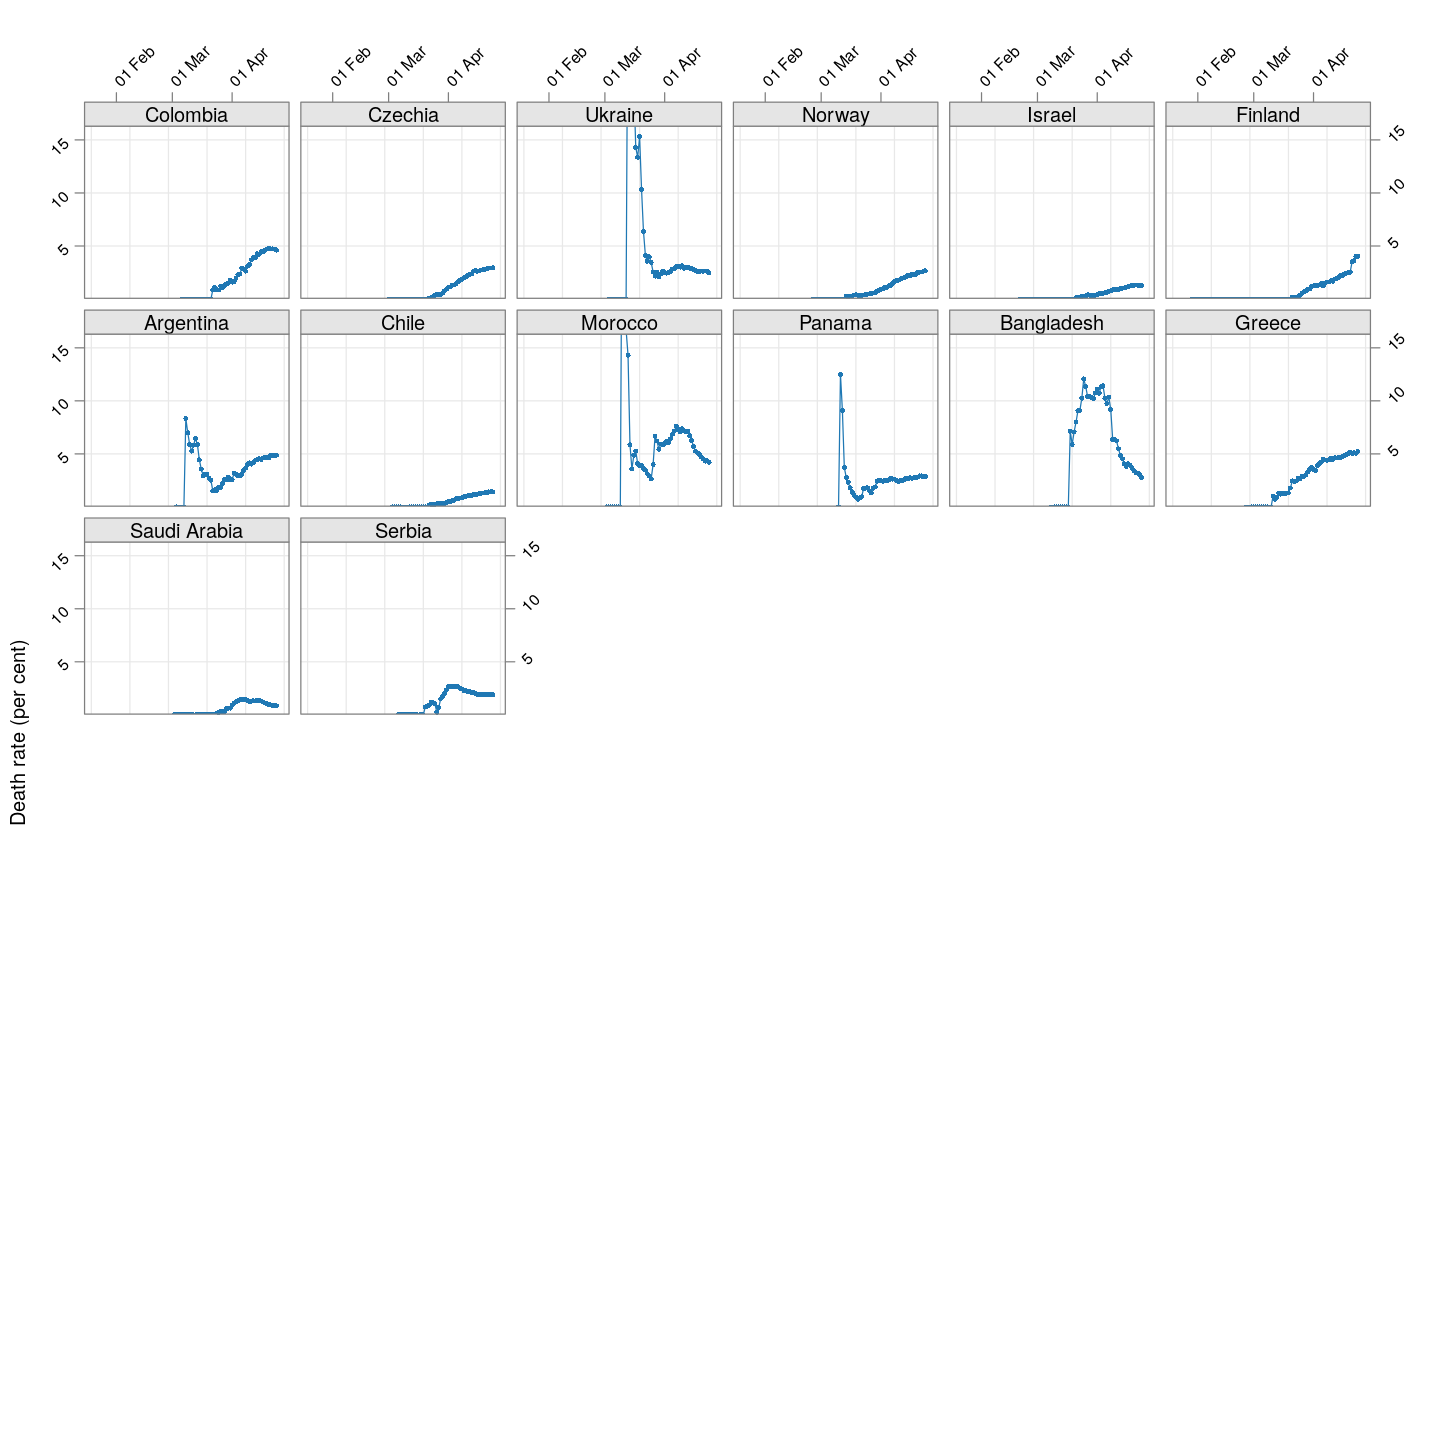 01 Feb 01 Mar 01 Apr 01 Feb 01 Mar 01 Apr 01 Feb 01 Mar 01 Apr 01 Feb 01 Mar 01 Apr 01 Feb 01 Mar 01 Apr 01 Feb 01 Mar 01 Apr
Colombia Czechia Ukraine Norway Israel Finland
15 15
10 10
5 5
Argentina Chile Morocco Panama Bangladesh Greece
15 15
10 10
5 5
Saudi Arabia Serbia
15 15
10 10
5 5
Death rate (per cent)